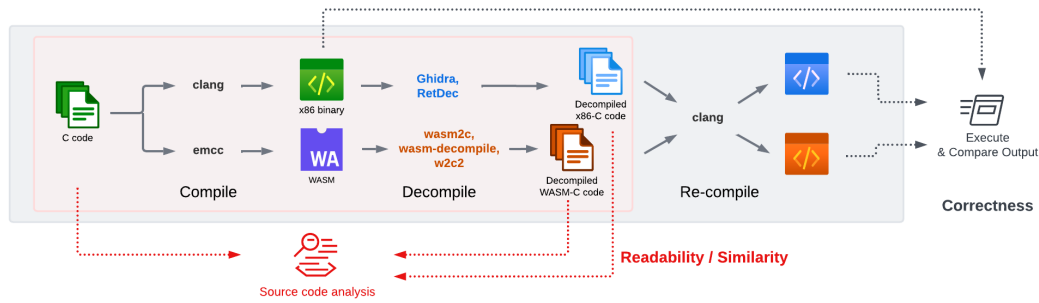 C code
clang
emcc
Compile
x86 binary
WA
WASM
Ghidra,
RetDec
wasm2c,
wasm-decompile,
w2c2
Decompile
Decompiled
x86-C code
Decompiled
WASM-C code
clang
Re-compile
Execute
& Compare Output
Correctness
Readability / Similarity
Source code analysis